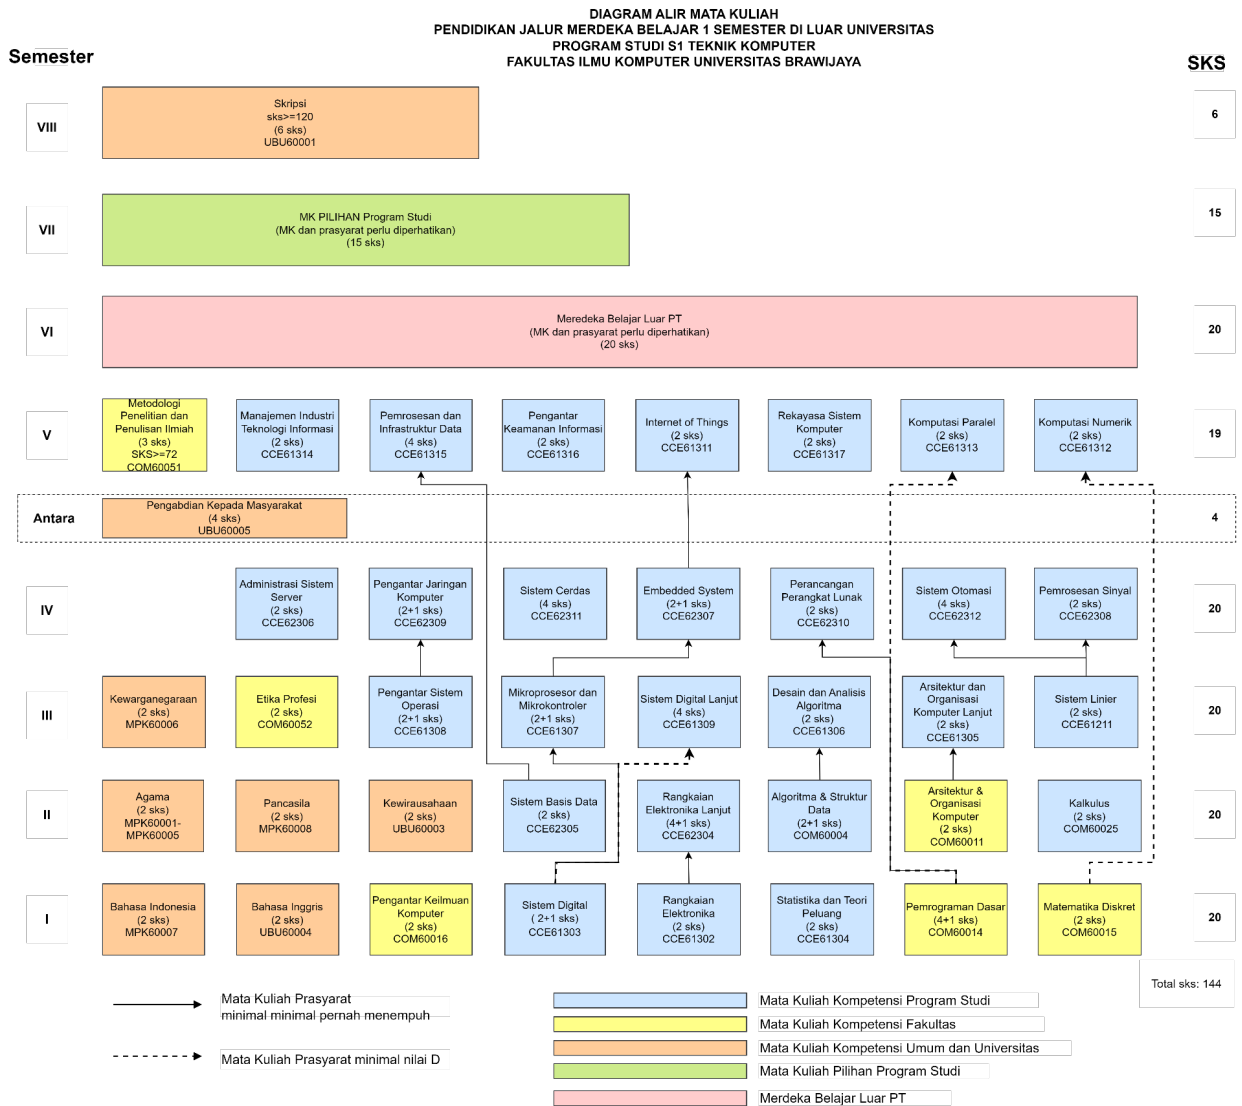 DIAGRAM ALIR MATA KULIAH
PENDIDIKAN JALUR MERDEKA BELAJAR 1 SEMESTER DI LUAR UNIVERSITAS
PROGRAM STUDI S1 TEKNIK KOMPUTER
FAKULTAS ILMU KOMPUTER UNIVERSITAS BRAWIJAYA
Semester
SKS
VIII
Skripsi
sks>=120
(6 sks)
UBU60001
6
VII
MK PILIHAN Program Studi
(MK dan prasyarat perlu diperhatikan)
(15 sks)
15
VI
Meredeka Belajar Luar PT
(MK dan prasyarat perlu diperhatikan)
(20 sks)
20
V
Metodologi
Penelitian dan
Penulisan Ilmiah
(3 sks)
SKS>=72
COM60051
Manajemen Industri
Teknologi Informasi
(2 sks)
CCE61314
Pemrosesan dan
Infrastruktur Data
(4 sks)
CCE61315
Pengantar
Keamanan Informasi
(2 sks)
CCE61316
Internet of Things
(2 sks)
CCE61311
Rekayasa Sistem
Komputer
(2 sks)
CCE61317
Komputasi Paralel
(2 sks)
CCE61313
Komputasi Numerik
(2 sks)
CCE61312
19
Antara
Pengabdian Kepada Masyarakat
(4 sks)
UBU60005
4
IV
Administrasi Sistem
Server
(2 sks)
CCE62306
Pengantar Jaringan
Komputer
(2+1 sks)
CCE62309
Sistem Cerdas
(4 sks)
CCE62311
Embedded System
(2+1 sks)
CCE62307
Perancangan
Perangkat Lunak
(2 sks)
CCE62310
Sistem Otomasi
(4 sks)
CCE62312
Pemrosesan Sinyal
(2 sks)
CCE62308
20
III
Kewarganegaraan
(2 sks)
MPK60006
Etika Profesi
(2 sks)
COM60052
Pengantar Sistem
Operasi
(2+1 sks)
CCE61308
Mikroprosesor dan
Mikrokontroler
(2+1 sks)
CCE61307
Sistem Digital Lanjut
(4 sks)
CCE61309
Desain dan Analisis
Algoritma
(2 sks)
CCE61306
Arsitektur dan
Organisasi
Komputer Lanjut
(2 sks)
CCE61305
Sistem Linier
(2 sks)
CCE61211
20
II
Agama
(2 sks)
MPK60001-
MPK60005
Pancasila
(2 sks)
MPK60008
Kewirausahaan
(2 sks)
UBU60003
Sistem Basis Data
(2 sks)
CCE62305
Rangkaian
Elektronika Lanjut
(4+1 sks)
CCE62304
Algoritma & Struktur
Data
(2+1 sks)
COM60004
Arsitektur &
Organisasi
Komputer
(2 sks)
COM60011
Kalkulus
(2 sks)
COM60025
20
I
Bahasa Indonesia
(2 sks)
MPK60007
Bahasa Inggris
(2 sks)
UBU60004
Pengantar Keilmuan
Komputer
(2 sks)
COM60016
Sistem Digital
( 2+1 sks)
CCE61303
Rangkaian
Elektronika
(2 sks)
CCE61302
Statistika dan Teori
Peluang
(2 sks)
CCE61304
Pemrograman Dasar
(4+1 sks)
COM60014
Matematika Diskret
(2 sks)
COM60015
20
Total sks: 144
Mata Kuliah Prasyarat
minimal minimal pernah menempuh
Mata Kuliah Prasyarat minimal nilai D
Mata Kuliah Kompetensi Program Studi
Mata Kuliah Kompetensi Fakultas
Mata Kuliah Kompetensi Umum dan Universitas
Mata Kuliah Pilihan Program Studi
Merdeka Belajar Luar PT